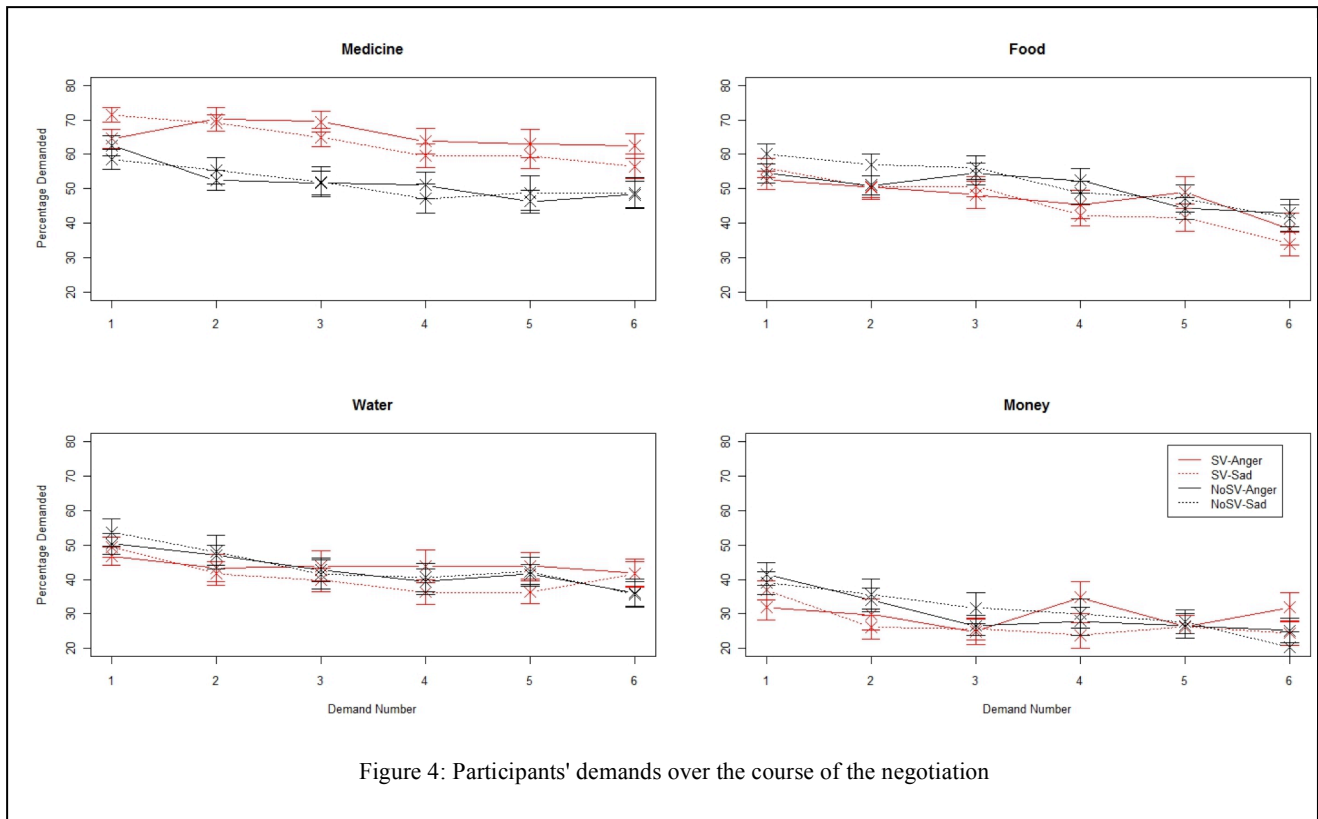 Medicine
Percentage Demanded
80
70
60
50
40
30
20
1 2 3 4 5 6
Food
80
70
60
50
40
30
20
1 2 3 4 5 6
Water
Percentage Demanded
80
70
60
50
40
30
20
1 2 3 4 5 6
Demand Number
Money
80
70
60
50
40
30
20
SV-Anger
SV-Sad
NoSV-Anger
NoSV-Sad
1 2 3 4 5 6
Demand Number
Figure 4: Participants' demands over the course of the negotiation